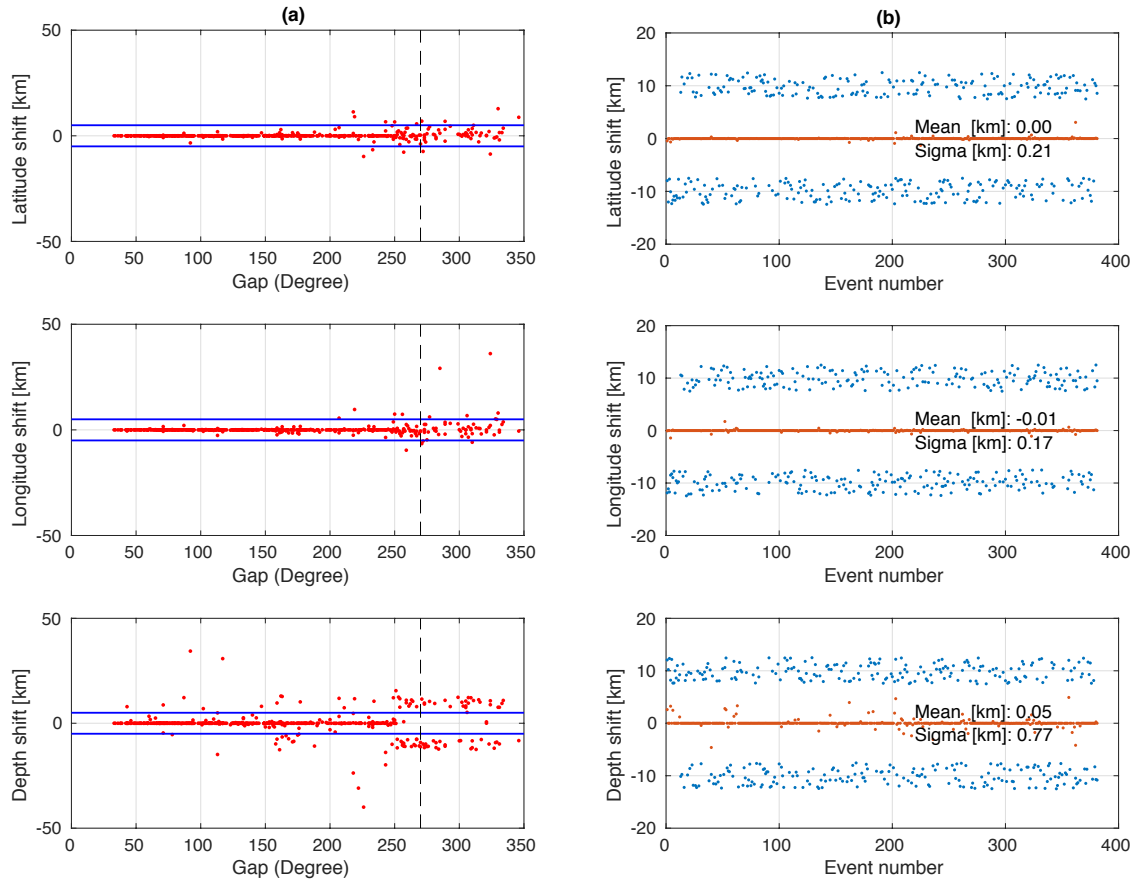 (a)
50
0
-50
Latitude shift [km]
0 50 100 150 200 250 300 350
Gap (Degree)
(b)
20
10
0
-10
-20
Latitude shift [km]
Mean [km]: 0.00
Sigma [km]: 0.21
0 100 200 300 400
Event number
50
0
-50
Longitude shift [km]
0 50 100 150 200 250 300 350
Gap (Degree)
20
10
0
-10
-20
Longitude shift [km]
Mean [km]: -0.01
Sigma [km]: 0.17
0 100 200 300 400
Event number
50
0
-50
Depth shift [km]
0 50 100 150 200 250 300 350
Gap (Degree)
20
10
0
-10
-20
Depth shift [km]
Mean [km]: 0.05
Sigma [km]: 0.77
0 100 200 300 400
Event number